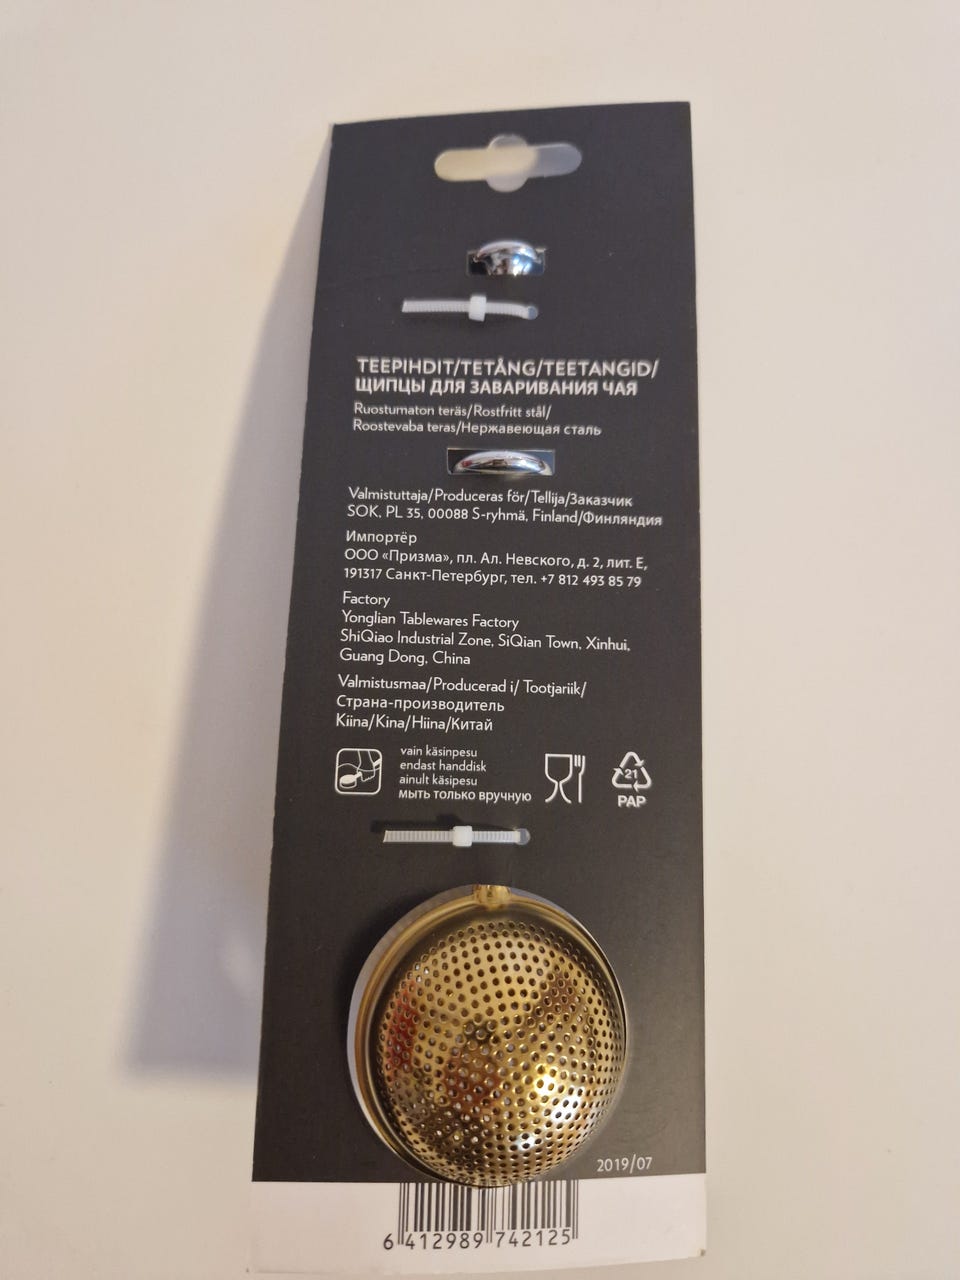 TEEPIHDIT/TETÅNG/TEETANGID/
ЩИПЦЫ ДЛЯ ЗАВАРИВАНИЯ ЧАЯ
Ruostumaton teräs/Rostfritt stål/
Roostevaba teras/Нержавеющая сталь
Valmistuttaja/Produceras för/Tellija/Заказчик
SOK, PL 35, 00088 S-ryhmä, Finland/Финляндия
Импортёр
ООО «Призма», пл. Ал. Невского, д. 2, лит. Е,
191317 Санкт-Петербург, тел. +7 812 493 85 79
Factory
Yonglian Tablewares Factory
ShiQiao Industrial Zone, SiQian Town, Xinhui,
Guang Dong, China
Valmistusmaa/Producerad i/ Tootjariik/
Страна-производитель
Kiina/Kina/Hiina/Китай
vain käsinpesu
endast handdisk
ainult käsipesu
мыть только вручную
21
PAP
2019/07
6 412989 742125